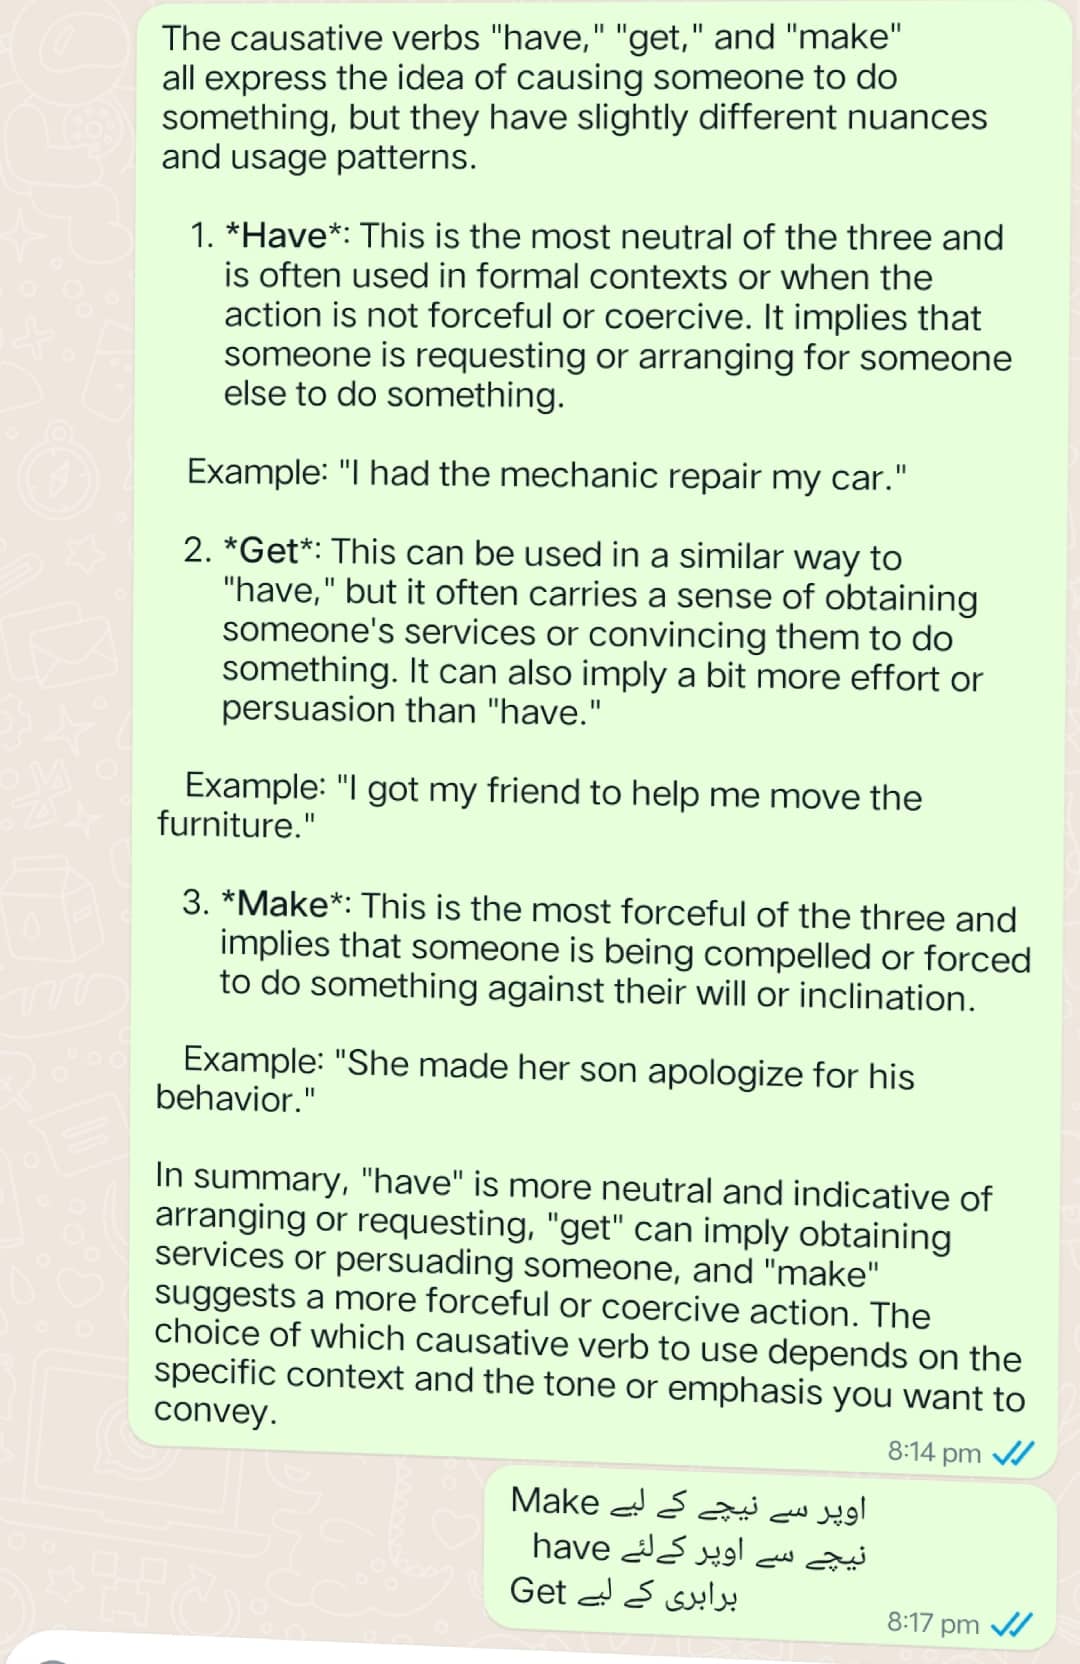 The causative verbs "have," "get," and "make"
all express the idea of causing someone to do
something, but they have slightly different nuances
and usage patterns.
1. *Have*: This is the most neutral of the three and
is often used in formal contexts or when the
action is not forceful or coercive. It implies that
someone is requesting or arranging for someone
else to do something.
Example: "I had the mechanic repair my car."
2. *Get*: This can be used in a similar way to
"have," but it often carries a sense of obtaining
someone's services or convincing them to do
something. It can also imply a bit more effort or
persuasion than "have."
Example: "I got my friend to help me move the
furniture."
3. *Make*: This is the most forceful of the three and
implies that someone is being compelled or forced
to do something against their will or inclination.
Example: "She made her son apologize for his
behavior."
In summary, "have" is more neutral and indicative of
arranging or requesting, "get" can imply obtaining
services or persuading someone, and "make"
suggests a more forceful or coercive action. The
choice of which causative verb to use depends on the
specific context and the tone or emphasis you want to
convey.
8:14 pm
اوپر سے نیچے کے لیے Make
نیچے سے اوپر کےلئے have
برابری کے لیے Get
8:17 pm